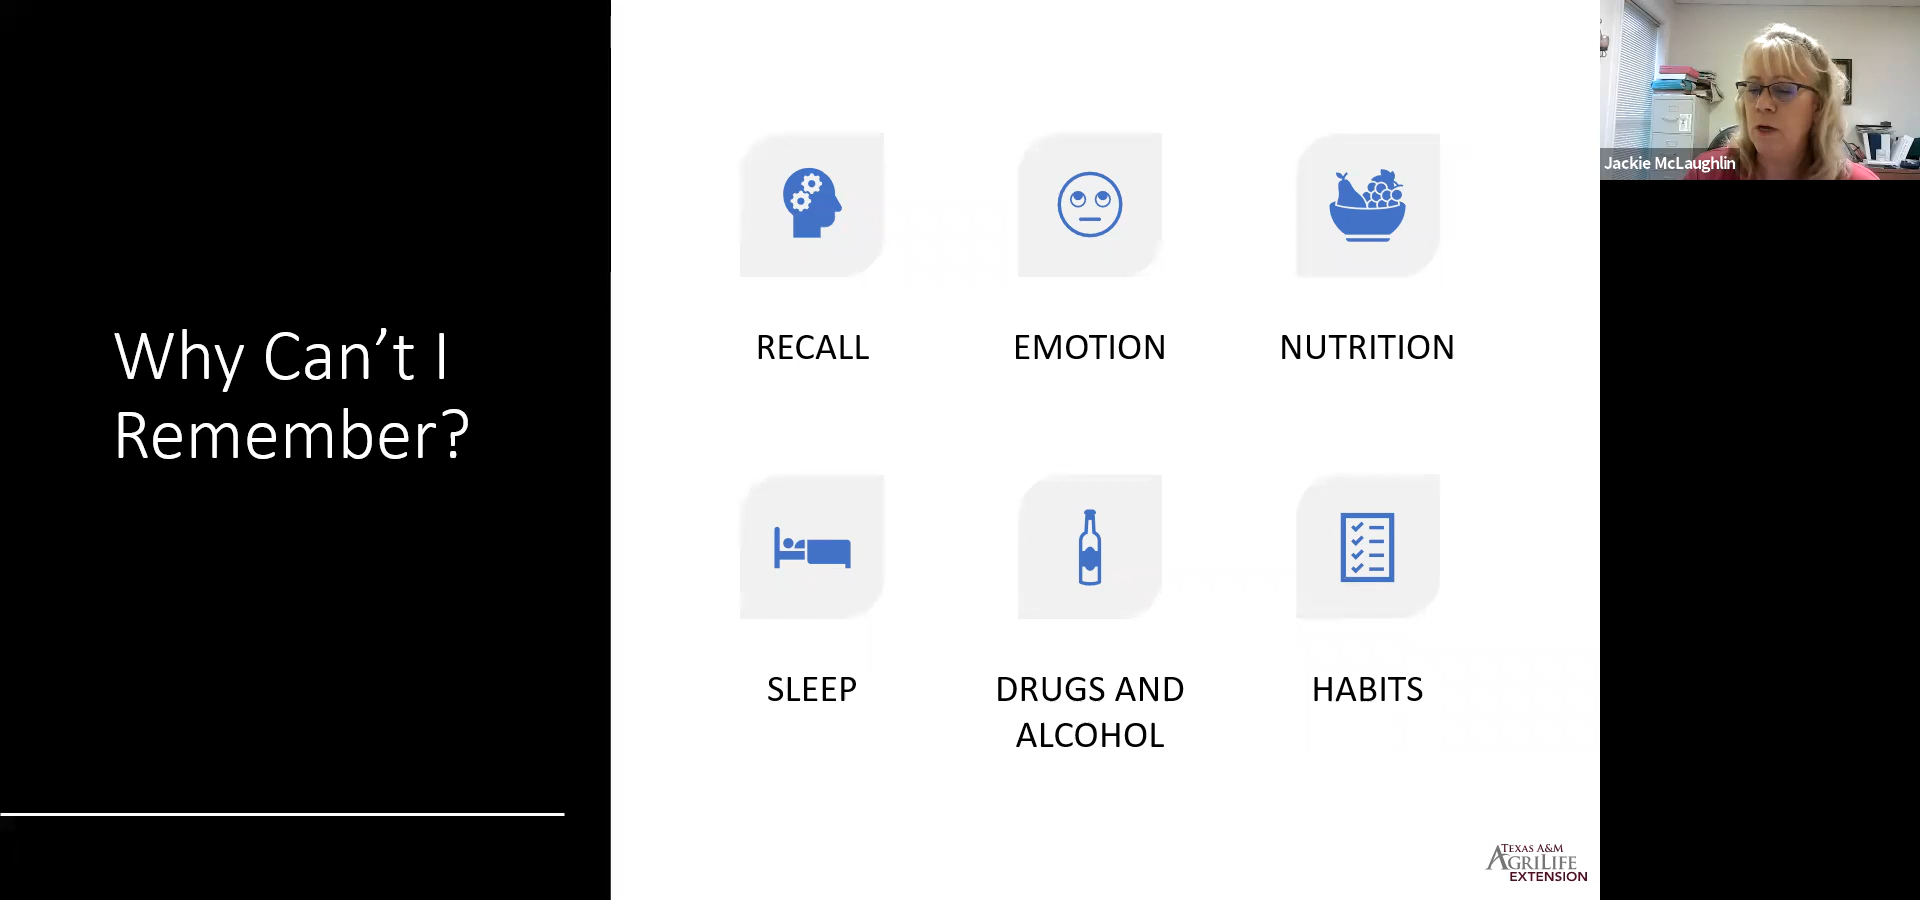 Why Can’t I
Remember?
RECALL
EMOTION
NUTRITION
SLEEP
DRUGS AND
ALCOHOL
HABITS
Jackie McLaughlin
TEXAS A&M
AGRILIFE
EXTENSION